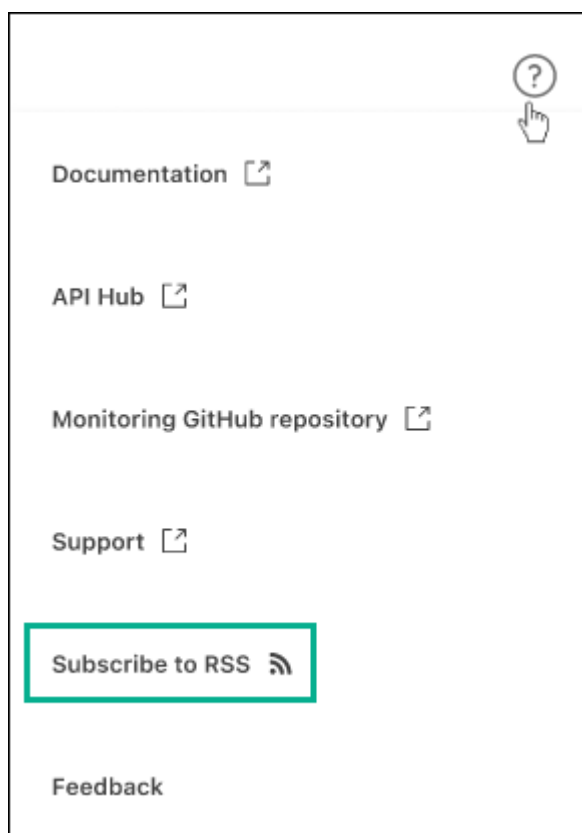 ?
Documentation
API Hub
Monitoring GitHub repository
Support
Subscribe to RSS
Feedback